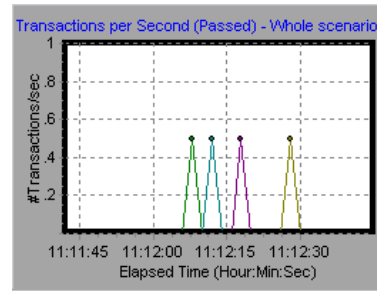 Transactions per Second (Passed) - Whole scenario
1
.8
.6
.4
.2
#Transactions/sec
11:11:45 11:12:00 11:12:15 11:12:30
Elapsed Time (Hour:Min:Sec)